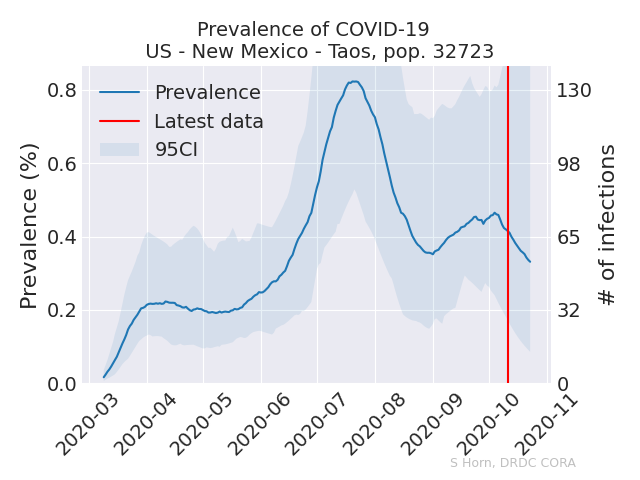 Prevalence of COVID-19
US - New Mexico - Taos, pop. 32723
Prevalence
Latest data
95CI
Prevalence (%)
0.8
0.6
0.4
0.2
0.0
130
98
65
32
0
# of infections
2020-03
2020-04
2020-05
2020-06
2020-07
2020-08
2020-09
2020-10
2020-11
S Horn, DRDC CORA